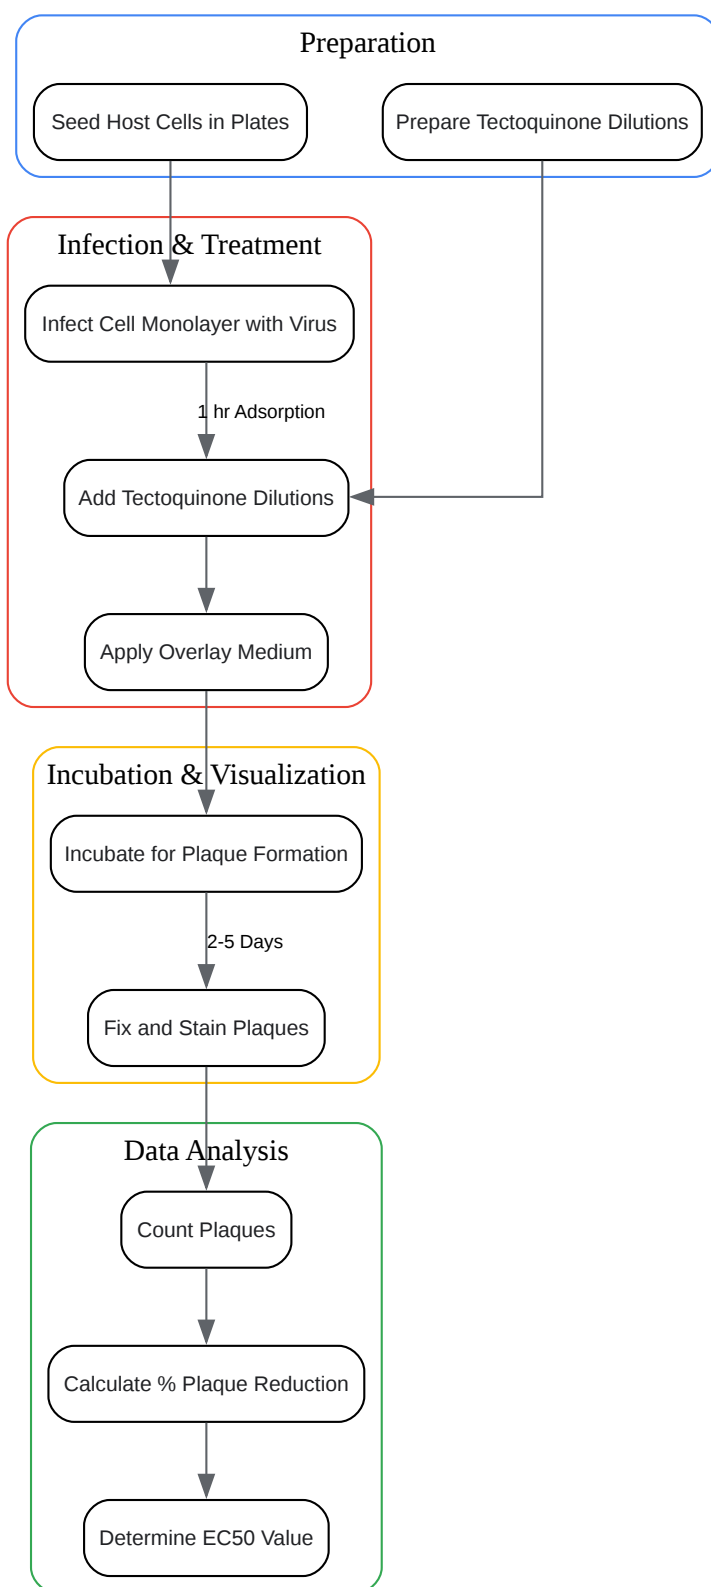 Preparation
Seed Host Cells in Plates
Prepare Tectoquinone Dilutions
Infection & Treatment
Infect Cell Monolayer with Virus
1 hr Adsorption
Add Tectoquinone Dilutions
Apply Overlay Medium
Incubation & Visualization
Incubate for Plaque Formation
2-5 Days
Fix and Stain Plaques
Data Analysis
Count Plaques
Calculate % Plaque Reduction
Determine EC50 Value